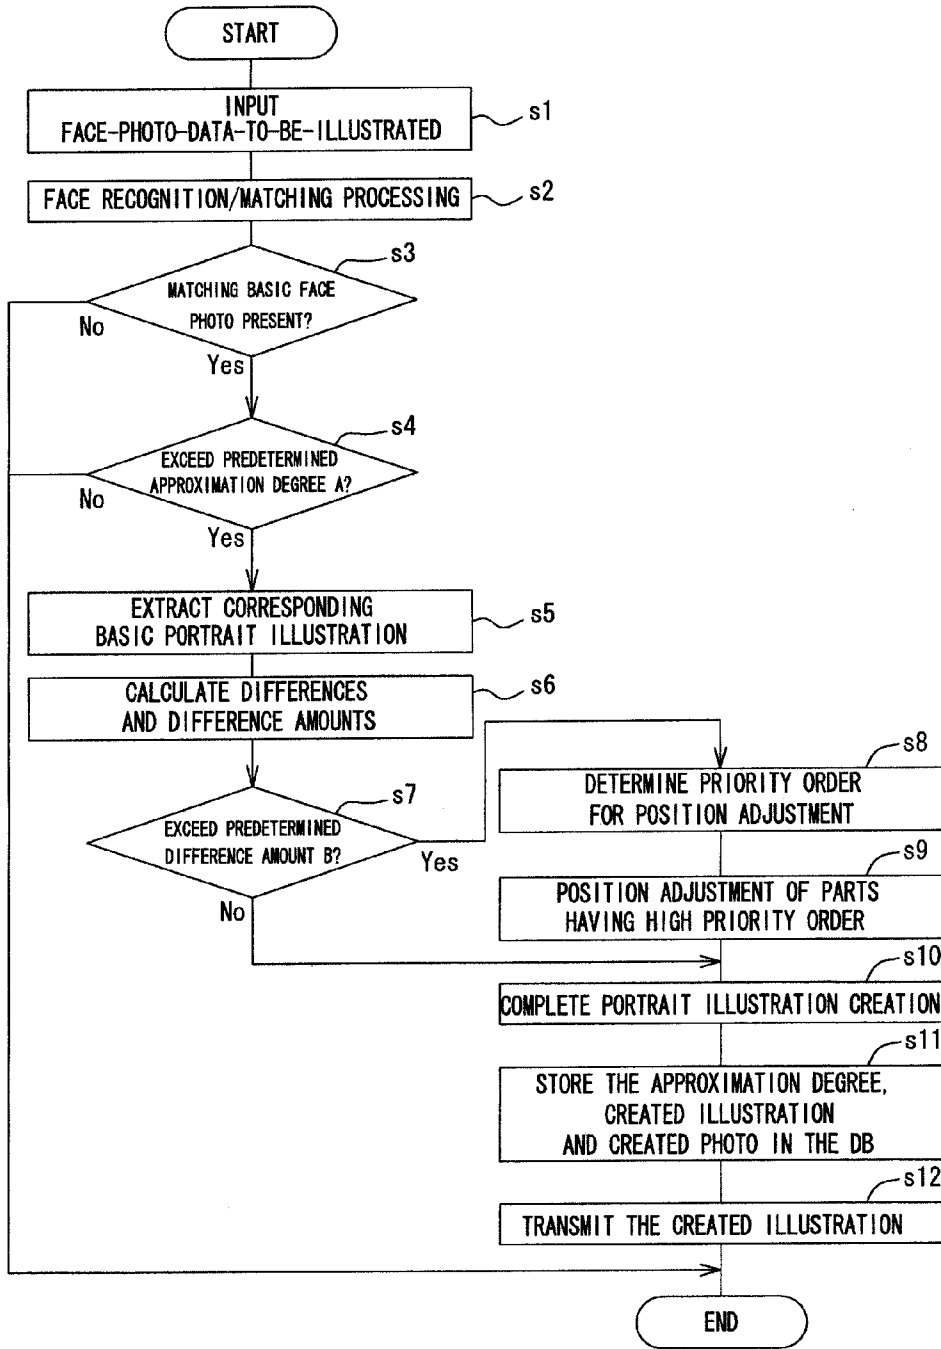 START
INPUT
FACE-PHOTO-DATA-TO-BE-ILLUSTRATED
s1
FACE RECOGNITION/MATCHING PROCESSING
s2
s3
MATCHING BASIC FACE
PHOTO PRESENT?
No
Yes
s4
EXCEED PREDETERMINED
APPROXIMATION DEGREE A?
No
Yes
EXTRACT CORRESPONDING
BASIC PORTRAIT ILLUSTRATION
s5
CALCULATE DIFFERENCES
AND DIFFERENCE AMOUNTS
s6
s7
EXCEED PREDETERMINED
DIFFERENCE AMOUNT B?
Yes
No
s8
DETERMINE PRIORITY ORDER
FOR POSITION ADJUSTMENT
s9
POSITION ADJUSTMENT OF PARTS
HAVING HIGH PRIORITY ORDER
s10
COMPLETE PORTRAIT ILLUSTRATION CREATION
s11
STORE THE APPROXIMATION DEGREE,
CREATED ILLUSTRATION
AND CREATED PHOTO IN THE DB
s12
TRANSMIT THE CREATED ILLUSTRATION
END